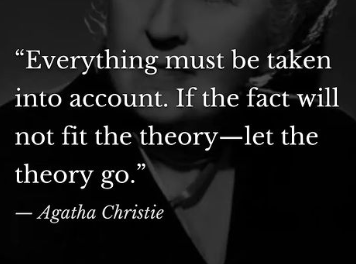 “Everything must be taken
into account. If the fact will
not fit the theory—let the
theory go.”
— Agatha Christie